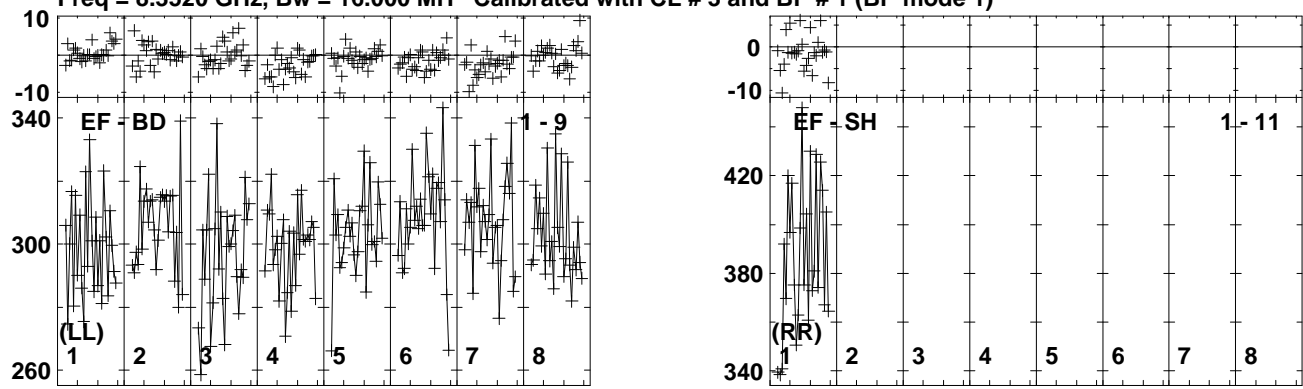 Freq = 8.3520 GHz, Bw = 16.000 MH Calibrated with CL # 3 and BP # 1 (BP mode 1)
10
0
-10
340
300
260
EF - BD
1 - 9
(LL)
1 2 3 4 5 6 7 8
10
0
-10
420
380
340
EF - SH
1 - 11
(RR)
1 2 3 4 5 6 7 8